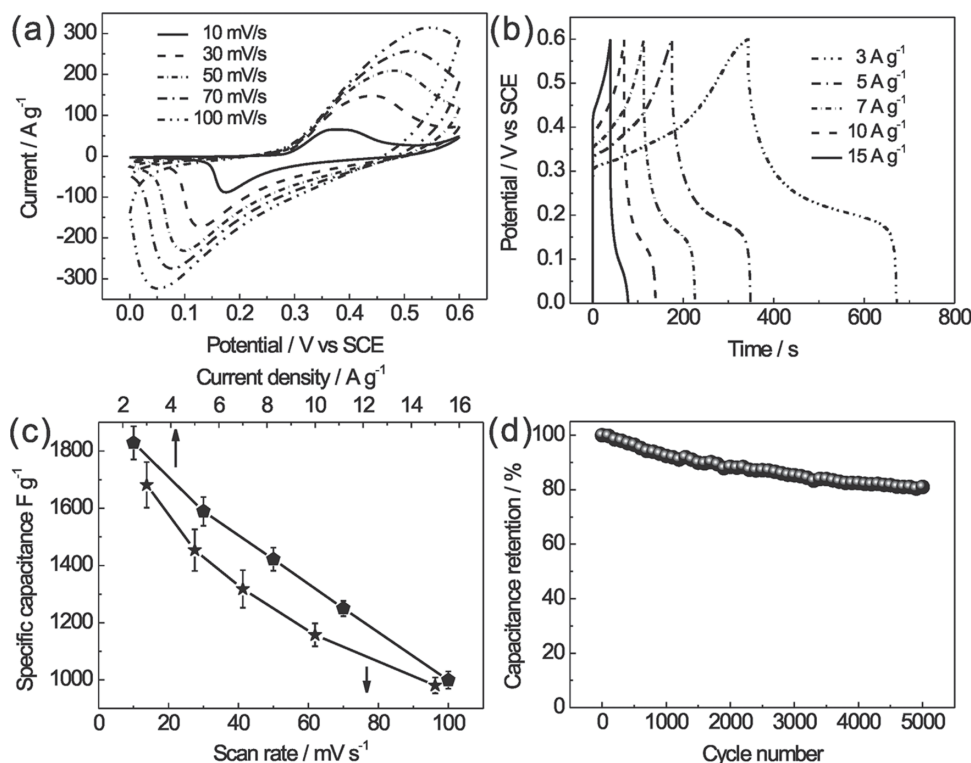 (a)
10 mV/s
30 mV/s
50 mV/s
70 mV/s
100 mV/s
300
200
100
0
-100
-200
-300
Current / A g⁻¹
0.0 0.1 0.2 0.3 0.4 0.5 0.6
Potential / V vs SCE
(b)
3 A g⁻¹
5 A g⁻¹
7 A g⁻¹
10 A g⁻¹
15 A g⁻¹
0.6
0.5
0.4
0.3
0.2
0.1
0.0
Potential / V vs SCE
0 200 400 600 800
Time / s
(c)
Current density / A g⁻¹
2 4 6 8 10 12 14 16
1800
1600
1400
1200
1000
Specific capacitance F g⁻¹
0 20 40 60 80 100
Scan rate / mV s⁻¹
(d)
100
80
60
40
20
0
Capacitance retention / %
0 1000 2000 3000 4000 5000
Cycle number